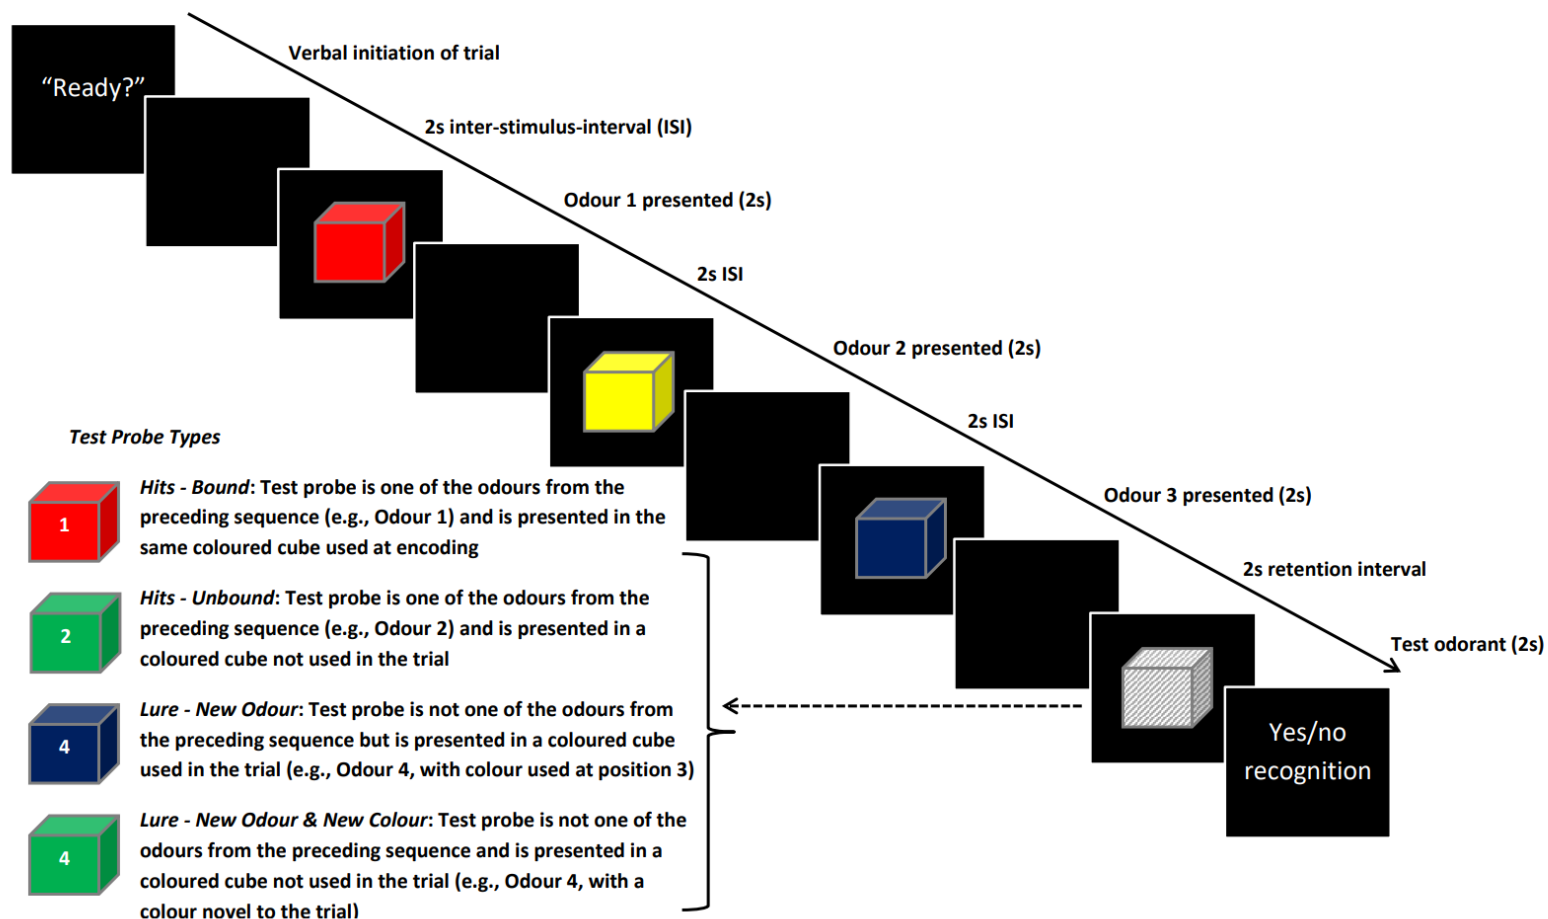 "Ready?"
Verbal initiation of trial
2s inter-stimulus-interval (ISI)
Odour 1 presented (2s)
2s ISI
Odour 2 presented (2s)
2s ISI
Odour 3 presented (2s)
2s retention interval
Test odorant (2s)
Yes/no
recognition
Test Probe Types
1
Hits - Bound: Test probe is one of the odours from the
preceding sequence (e.g., Odour 1) and is presented in the
same coloured cube used at encoding
2
Hits - Unbound: Test probe is one of the odours from the
preceding sequence (e.g., Odour 2) and is presented in a
coloured cube not used in the trial
4
Lure - New Odour: Test probe is not one of the odours from
the preceding sequence but is presented in a coloured cube
used in the trial (e.g., Odour 4, with colour used at position 3)
4
Lure - New Odour & New Colour: Test probe is not one of the
odours from the preceding sequence and is presented in a
coloured cube not used in the trial (e.g., Odour 4, with a
colour novel to the trial)